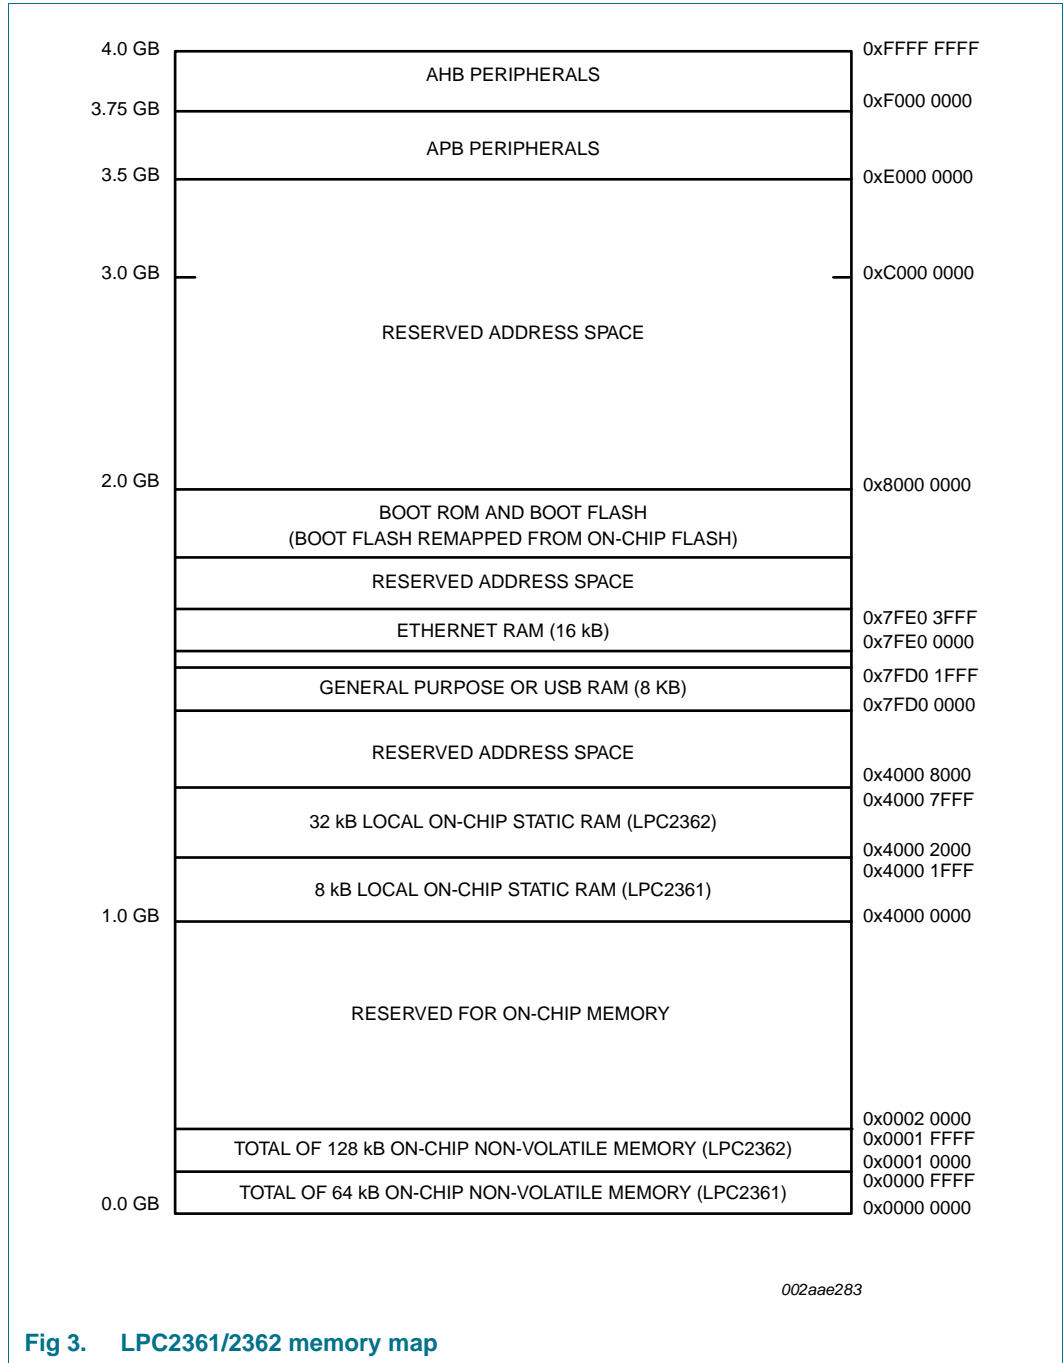 4.0 GB
0xFFFF FFFF
AHB PERIPHERALS
3.75 GB
0xF000 0000
APB PERIPHERALS
3.5 GB
0xE000 0000
3.0 GB
0xC000 0000
RESERVED ADDRESS SPACE
2.0 GB
0x8000 0000
BOOT ROM AND BOOT FLASH
(BOOT FLASH REMAPPED FROM ON-CHIP FLASH)
RESERVED ADDRESS SPACE
0x7FE0 3FFF
ETHERNET RAM (16 kB)
0x7FE0 0000
0x7FD0 1FFF
GENERAL PURPOSE OR USB RAM (8 KB)
0x7FD0 0000
RESERVED ADDRESS SPACE
0x4000 8000
0x4000 7FFF
32 kB LOCAL ON-CHIP STATIC RAM (LPC2362)
0x4000 2000
0x4000 1FFF
8 kB LOCAL ON-CHIP STATIC RAM (LPC2361)
1.0 GB
0x4000 0000
RESERVED FOR ON-CHIP MEMORY
0x0002 0000
0x0001 FFFF
TOTAL OF 128 kB ON-CHIP NON-VOLATILE MEMORY (LPC2362)
0x0001 0000
0x0000 FFFF
TOTAL OF 64 kB ON-CHIP NON-VOLATILE MEMORY (LPC2361)
0.0 GB
0x0000 0000
002aae283
Fig 3. LPC2361/2362 memory map